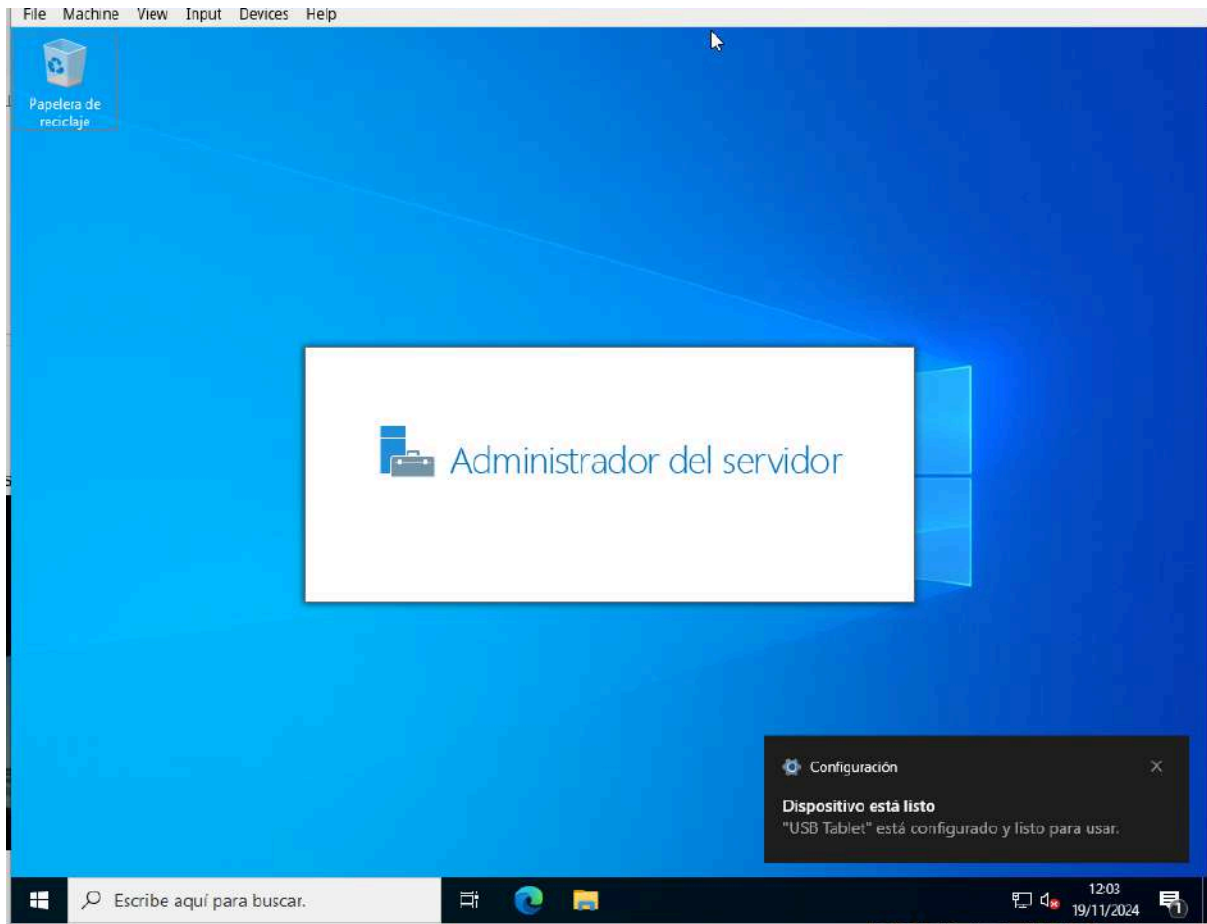 File Machine View Input Devices Help
Papelera de
reciclaje
Administrador del servidor
Configuración
Dispositivo está listo
"USB Tablet" está configurado y listo para usar.
Escribe aquí para buscar.
12:03
19/11/2024
1